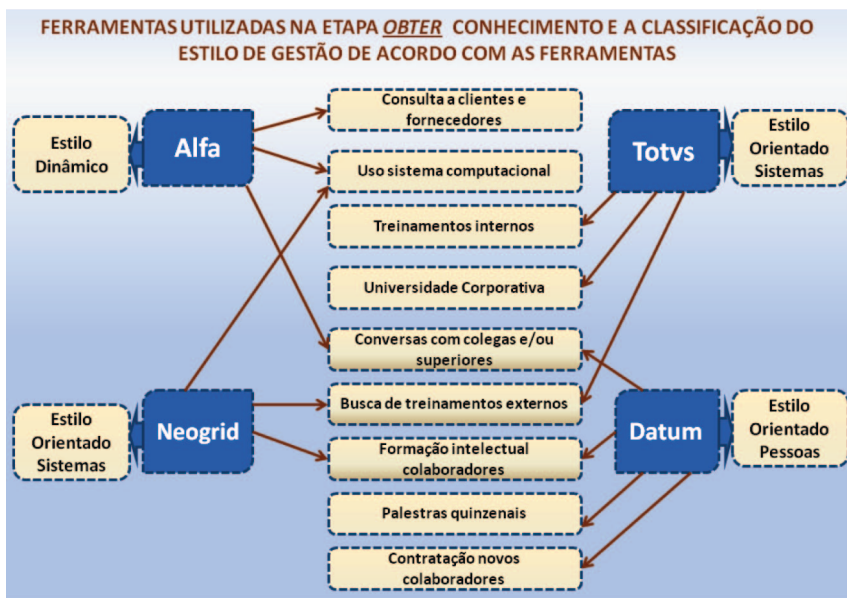 FERRAMENTAS UTILIZADAS NA ETAPA OBTER CONHECIMENTO E A CLASSIFICAÇÃO DO
ESTILO DE GESTÃO DE ACORDO COM AS FERRAMENTAS
Estilo
Dinâmico
Alfa
Consulta a clientes e
fornecedores
Uso sistema computacional
Treinamentos internos
Universidade Corporativa
Conversas com colegas e/ou
superiores
Busca de treinamentos externos
Formação intelectual
colaboradores
Palestras quinzenais
Contratação novos
colaboradores
Totvs
Estilo
Orientado
Sistemas
Estilo
Orientado
Sistemas
Neogrid
Datum
Estilo
Orientado
Pessoas